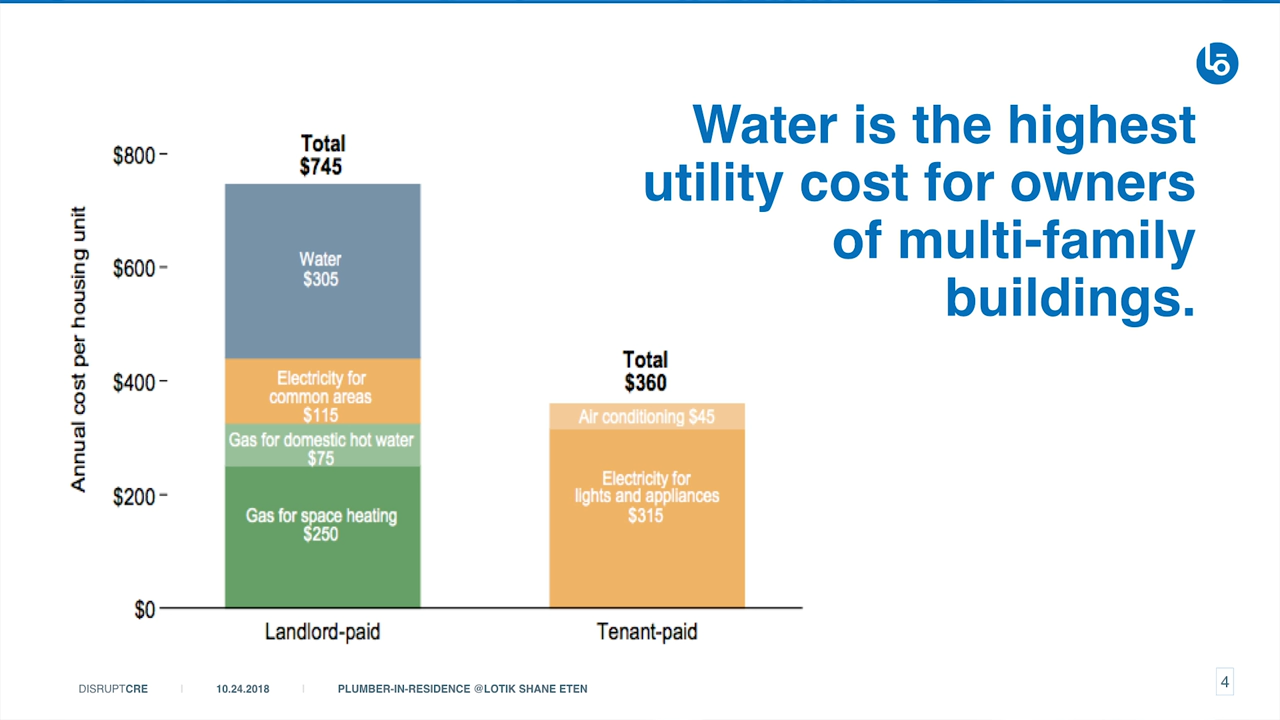 Water is the highest
utility cost for owners
of multi-family
buildings.
Annual cost per housing unit
$800
$600
$400
$200
$0
Total
$745
Water
$305
Electricity for
common areas
$115
Gas for domestic hot water
$75
Gas for space heating
$250
Landlord-paid
Total
$360
Air conditioning $45
Electricity for
lights and appliances
$315
Tenant-paid
DISRUPTCRE | 10.24.2018 | PLUMBER-IN-RESIDENCE @LOTIK SHANE ETEN
4